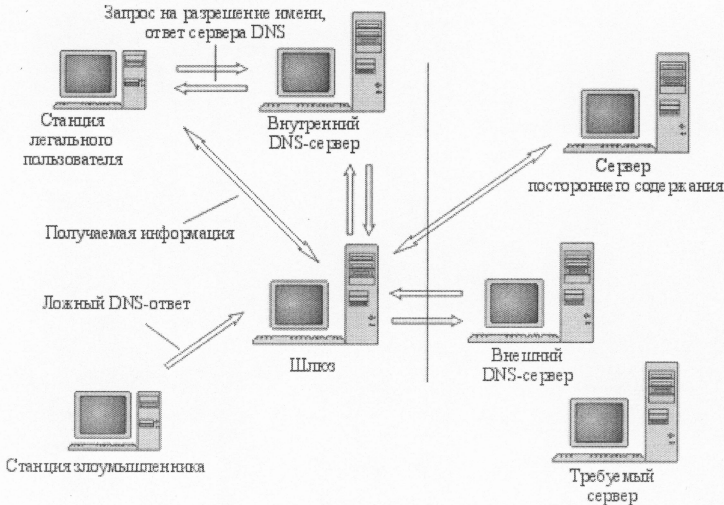 Запрос на разрешение имени,
ответ сервера DNS
Станция
легального
пользователя
Внутренний
DNS-сервер
Сервер
постороннего содержания
Получаемая информация
Ложный DNS-ответ
Шлюз
Внешний
DNS-сервер
Станция злоумышленника
Требуемый
сервер